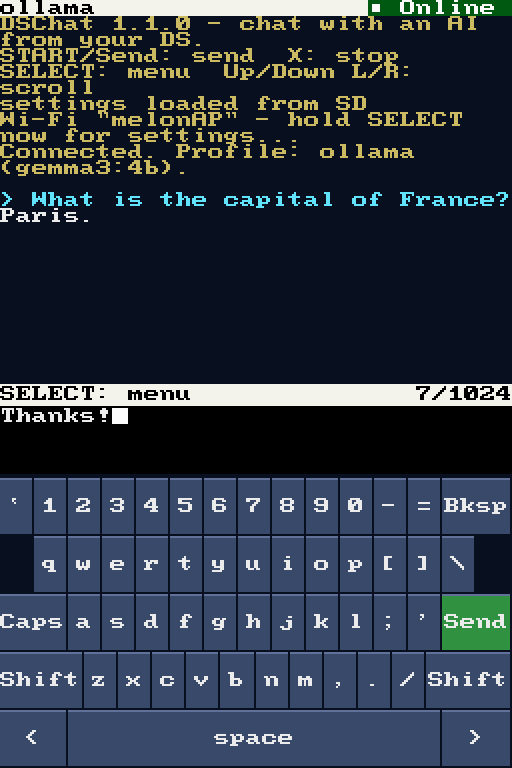 ollama ▪ Online
DSChat 1.1.0 - chat with an AI
from your DS.
START/Send: send  X: stop
SELECT: menu  Up/Down L/R:
scroll
settings loaded from SD
Wi-Fi "melonAP" - hold SELECT
now for settings...
Connected. Profile: ollama
(gemma3:4b).
> What is the capital of France?
Paris.
SELECT: menu 7/1024
Thanks!
` 1 2 3 4 5 6 7 8 9 0 - = Bksp
q w e r t y u i o p [ ] \
Caps a s d f g h j k l ; ' Send
Shift z x c v b n m , . / Shift
< space >